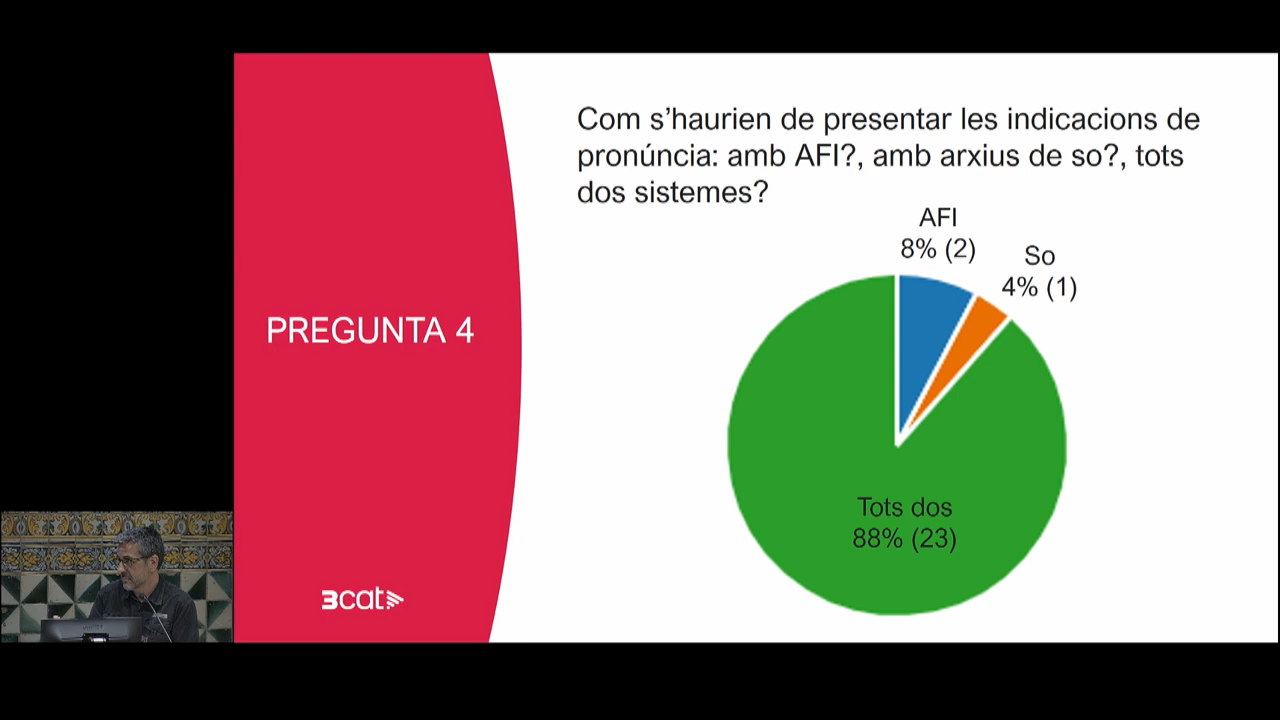 Com s’haurien de presentar les indicacions de
pronúncia: amb AFI?, amb arxius de so?, tots
dos sistemes?
AFI
8% (2)
So
4% (1)
PREGUNTA 4
Tots dos
88% (23)
3cat